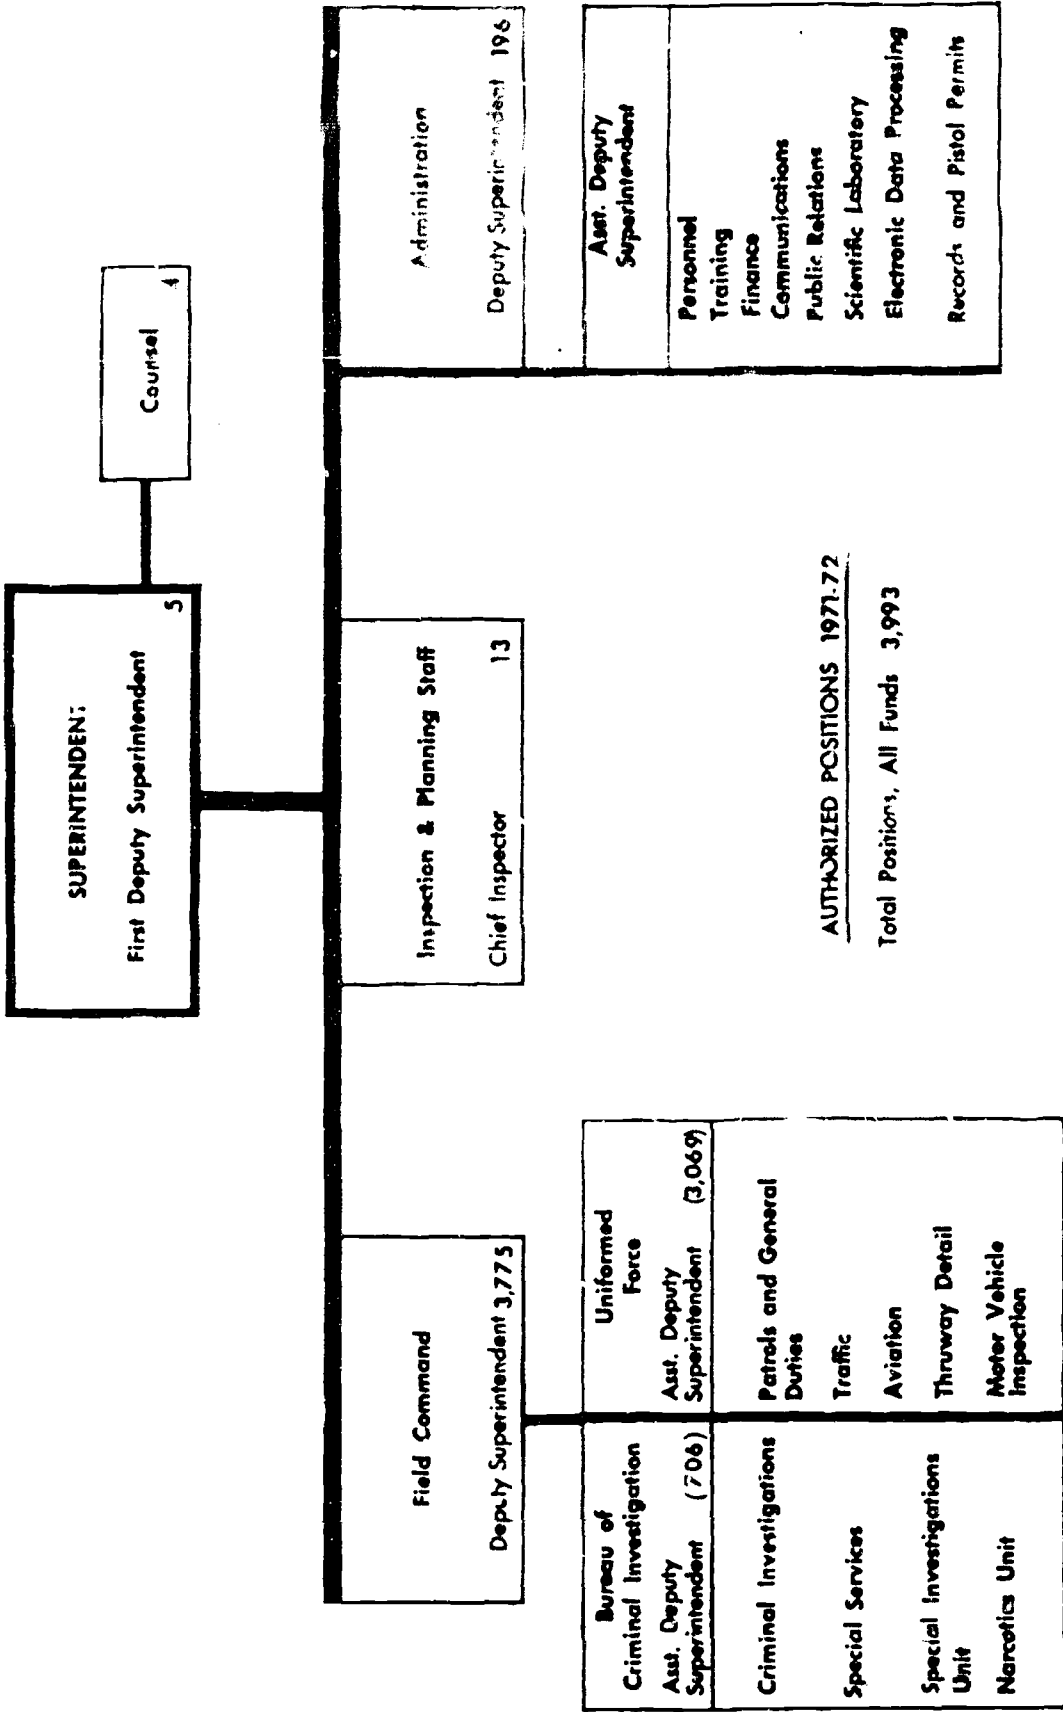 SUPERINTENDENT
First Deputy Superintendent
5
Counsel
4
Field Command
Deputy Superintendent 3,775
Inspection & Planning Staff
Chief Inspector 13
Administration
Deputy Superintendent 196
Bureau of
Criminal Investigation
Asst. Deputy
Superintendent (706)
Criminal Investigations
Special Services
Special Investigations
Unit
Narcotics Unit
Uniformed
Force
Asst. Deputy
Superintendent (3,069)
Patrols and General
Duties
Traffic
Aviation
Thruway Detail
Motor Vehicle
Inspection
Asst. Deputy
Superintendent
Personnel
Training
Finance
Communications
Public Relations
Scientific Laboratory
Electronic Data Processing
Records and Pistol Permits
AUTHORIZED POSITIONS 1971-72
Total Positions, All Funds 3,993